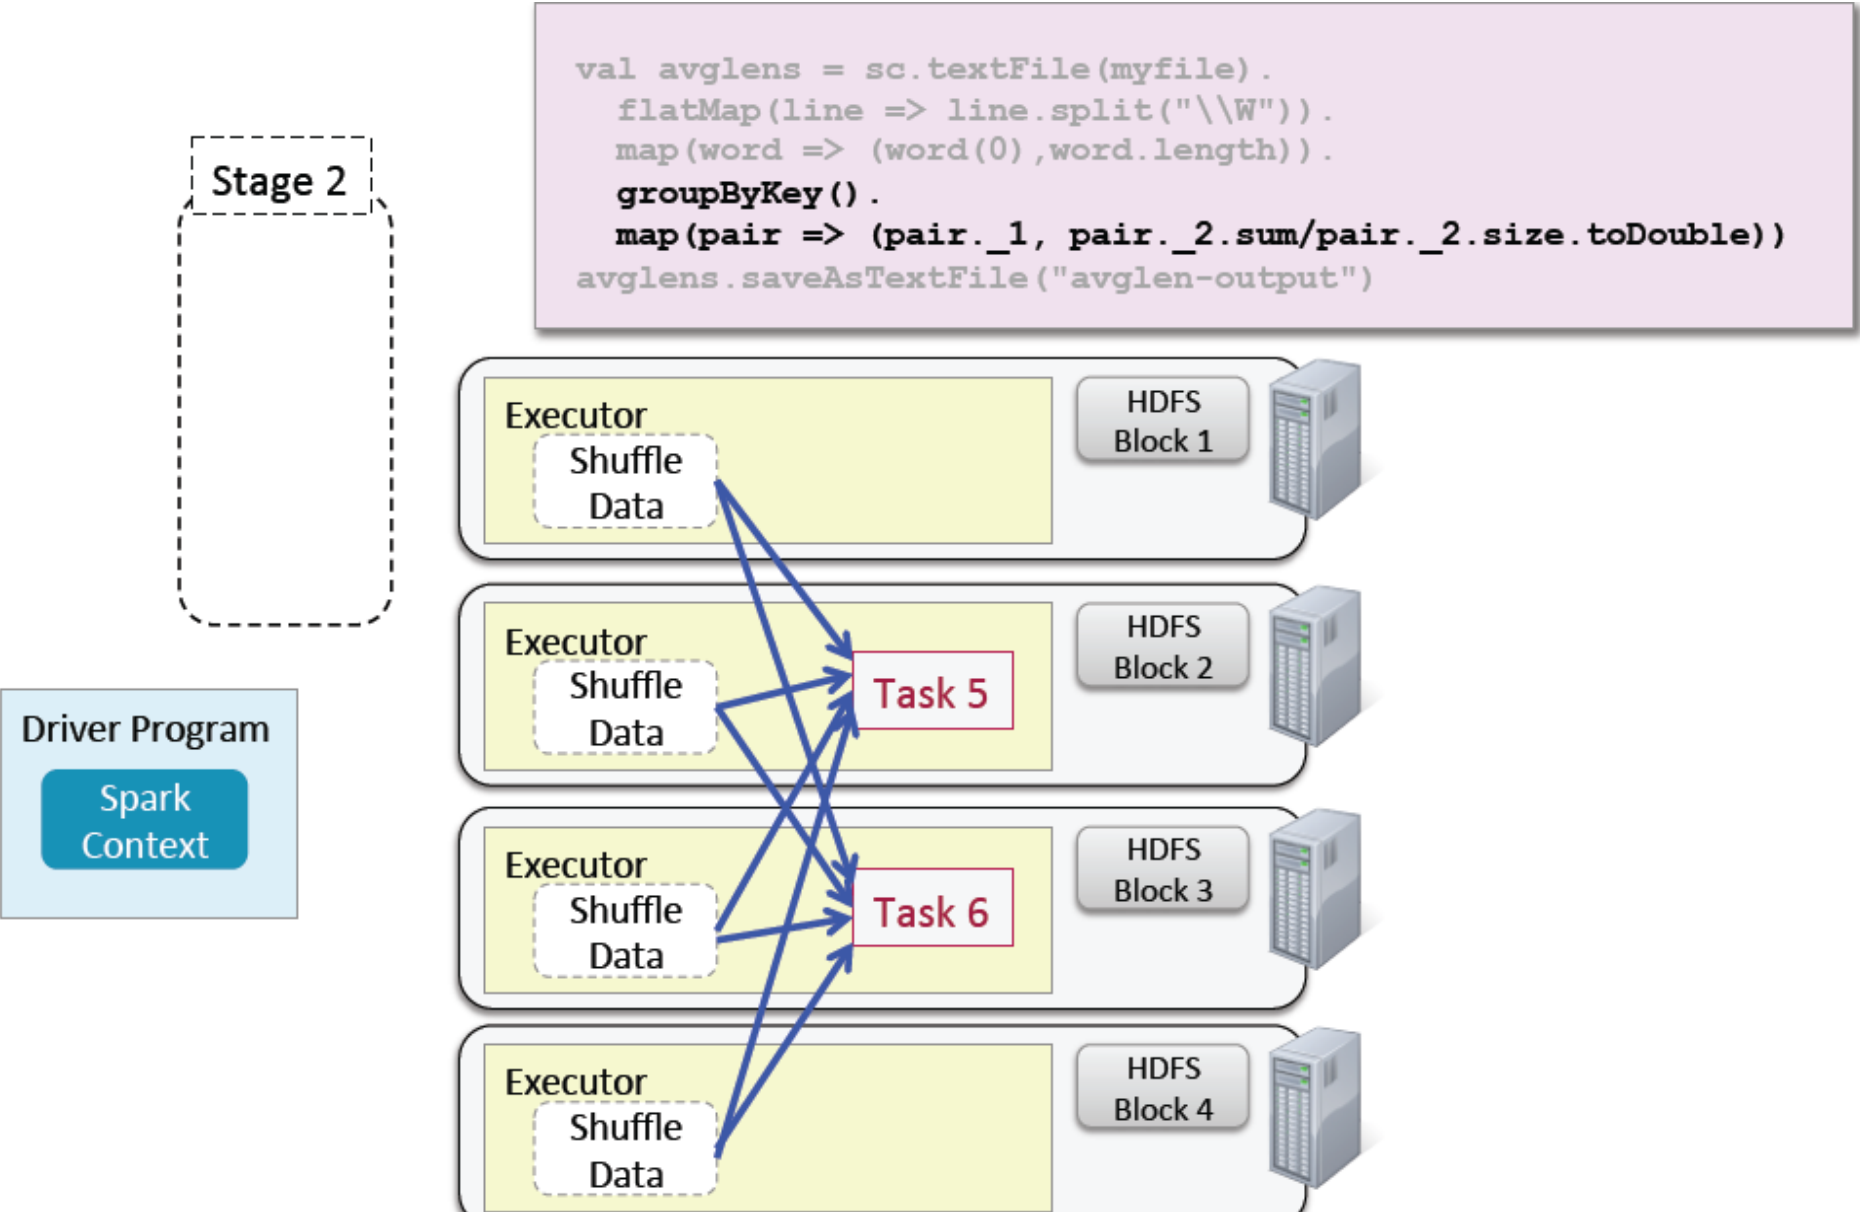 val avglens = sc.textFile(myfile).
flatMap(line => line.split("\\W")).
map(word => (word(0),word.length)).
groupByKey().
map(pair => (pair._1, pair._2.sum/pair._2.size.toDouble))
avglens.saveAsTextFile("avglen-output")
Stage 2
Executor
Shuffle
Data
HDFS
Block 1
Executor
Shuffle
Data
Task 5
HDFS
Block 2
Driver Program
Spark
Context
Executor
Shuffle
Data
Task 6
HDFS
Block 3
Executor
Shuffle
Data
HDFS
Block 4